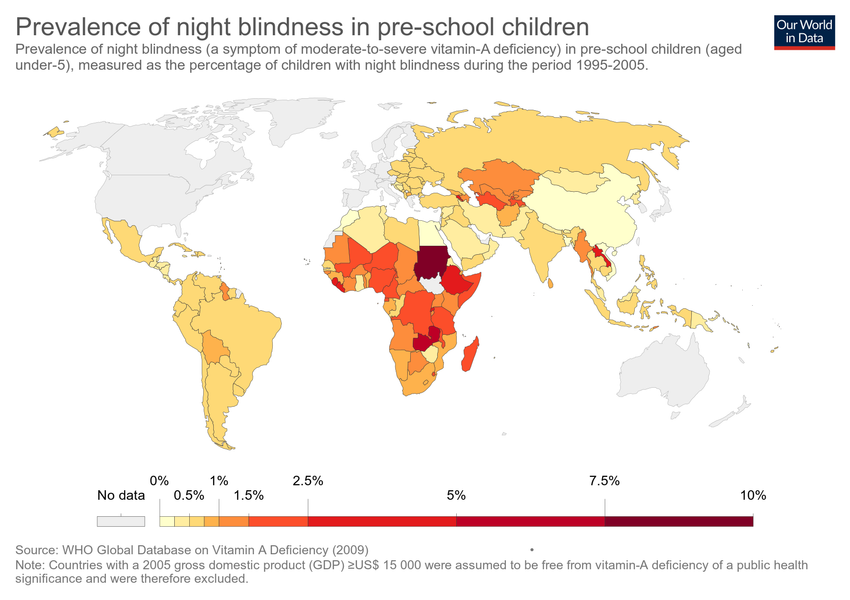 Prevalence of night blindness in pre-school children
Our World
in Data
Prevalence of night blindness (a symptom of moderate-to-severe vitamin-A deficiency) in pre-school children (aged
under-5), measured as the percentage of children with night blindness during the period 1995-2005.
0% 1% 2.5% 7.5%
No data 0.5% 1.5% 5% 10%
Source: WHO Global Database on Vitamin A Deficiency (2009) •
Note: Countries with a 2005 gross domestic product (GDP) ≥US$ 15 000 were assumed to be free from vitamin-A deficiency of a public health
significance and were therefore excluded.